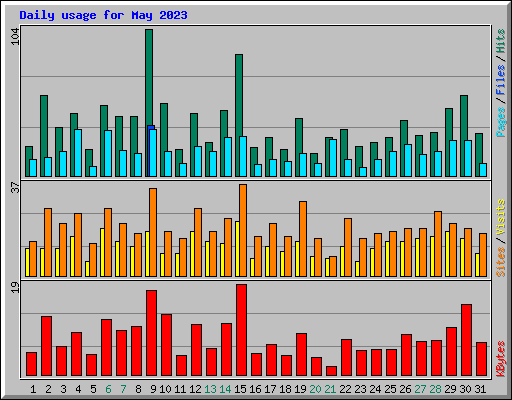 Daily usage for May 2023
104
Pages / Files / Hits
37
Sites / Visits
19
KBytes
1 2 3 4 5 6 7 8 9 10 11 12 13 14 15 16 17 18 19 20 21 22 23 24 25 26 27 28 29 30 31